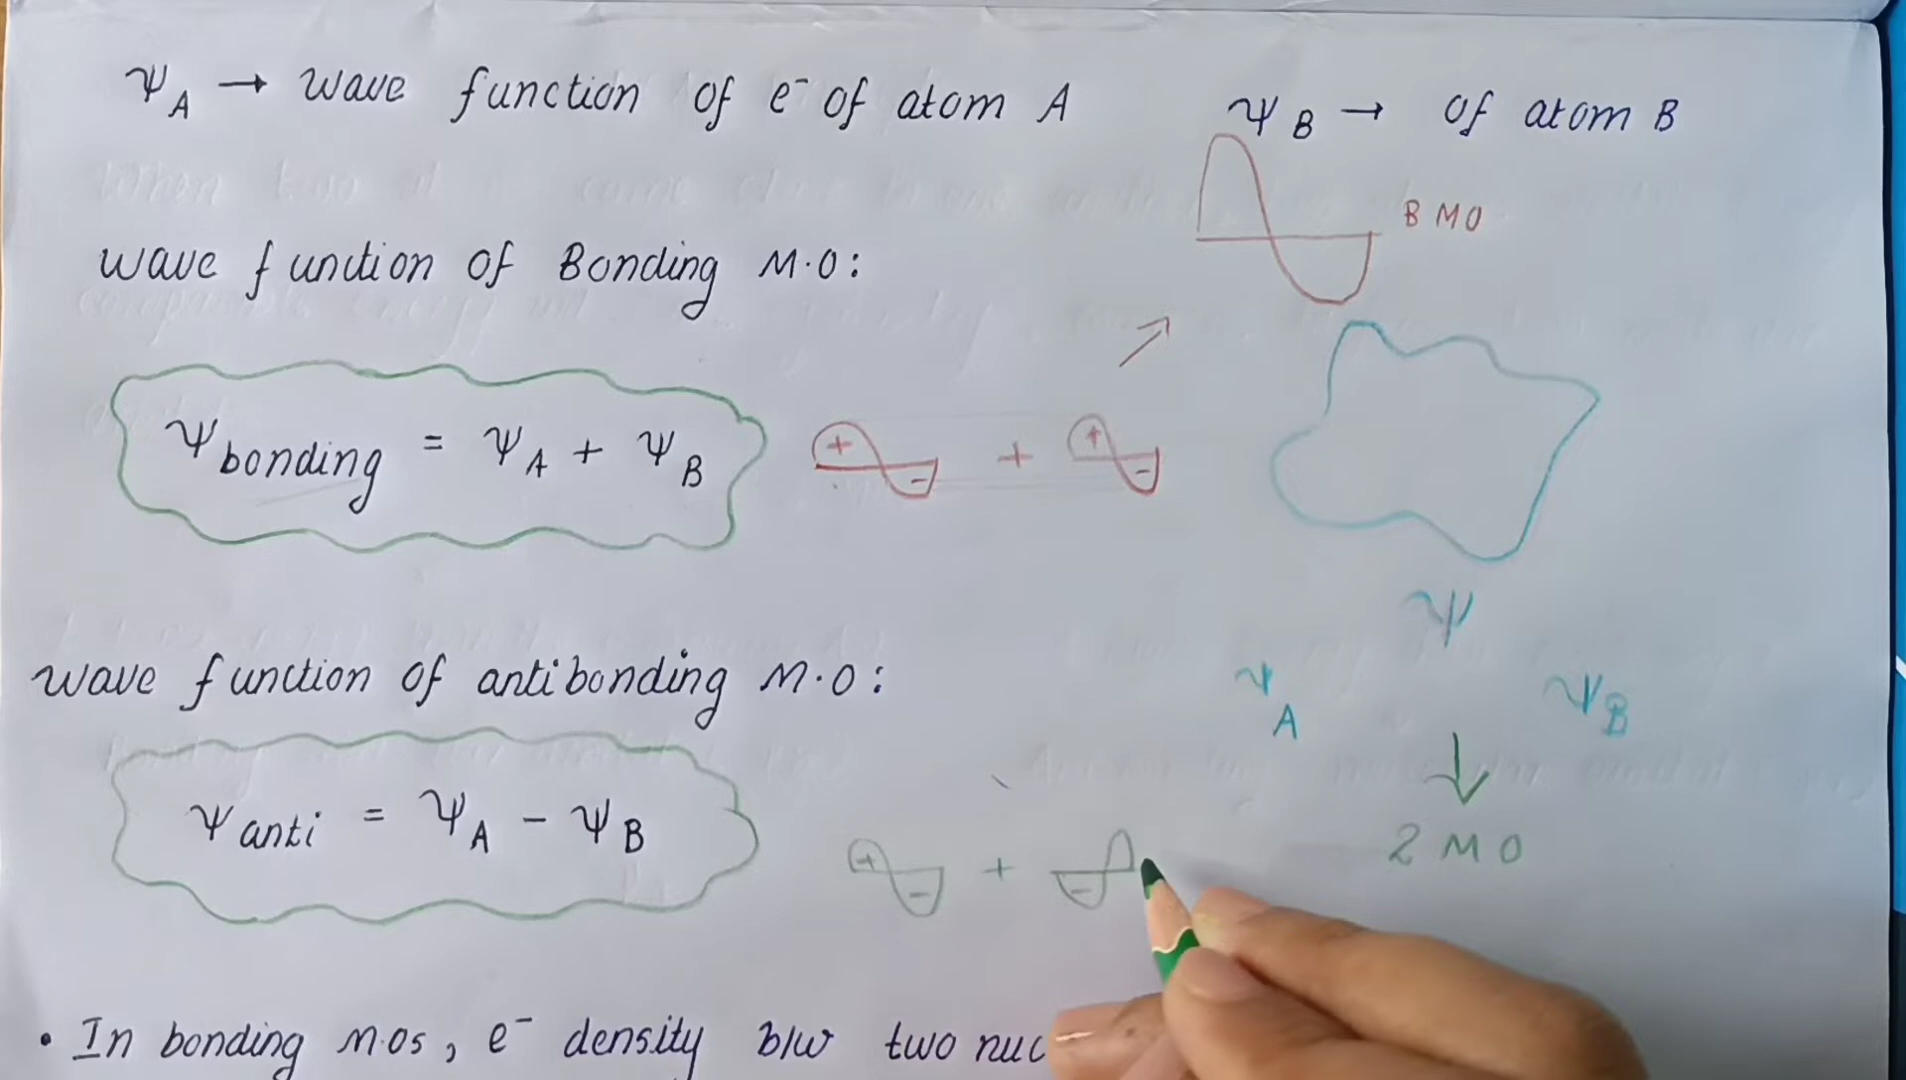 ψA → wave function of e⁻ of atom A
ψB → of atom B
BMO
wave function of Bonding M.O:
ψbonding = ψA + ψB
+ - + + -
ψ
wave function of antibonding M.O:
ψA ψB
↓
2 MO
ψanti = ψA - ψB
+ - + -
• In bonding M.Os, e⁻ density b/w two nuc